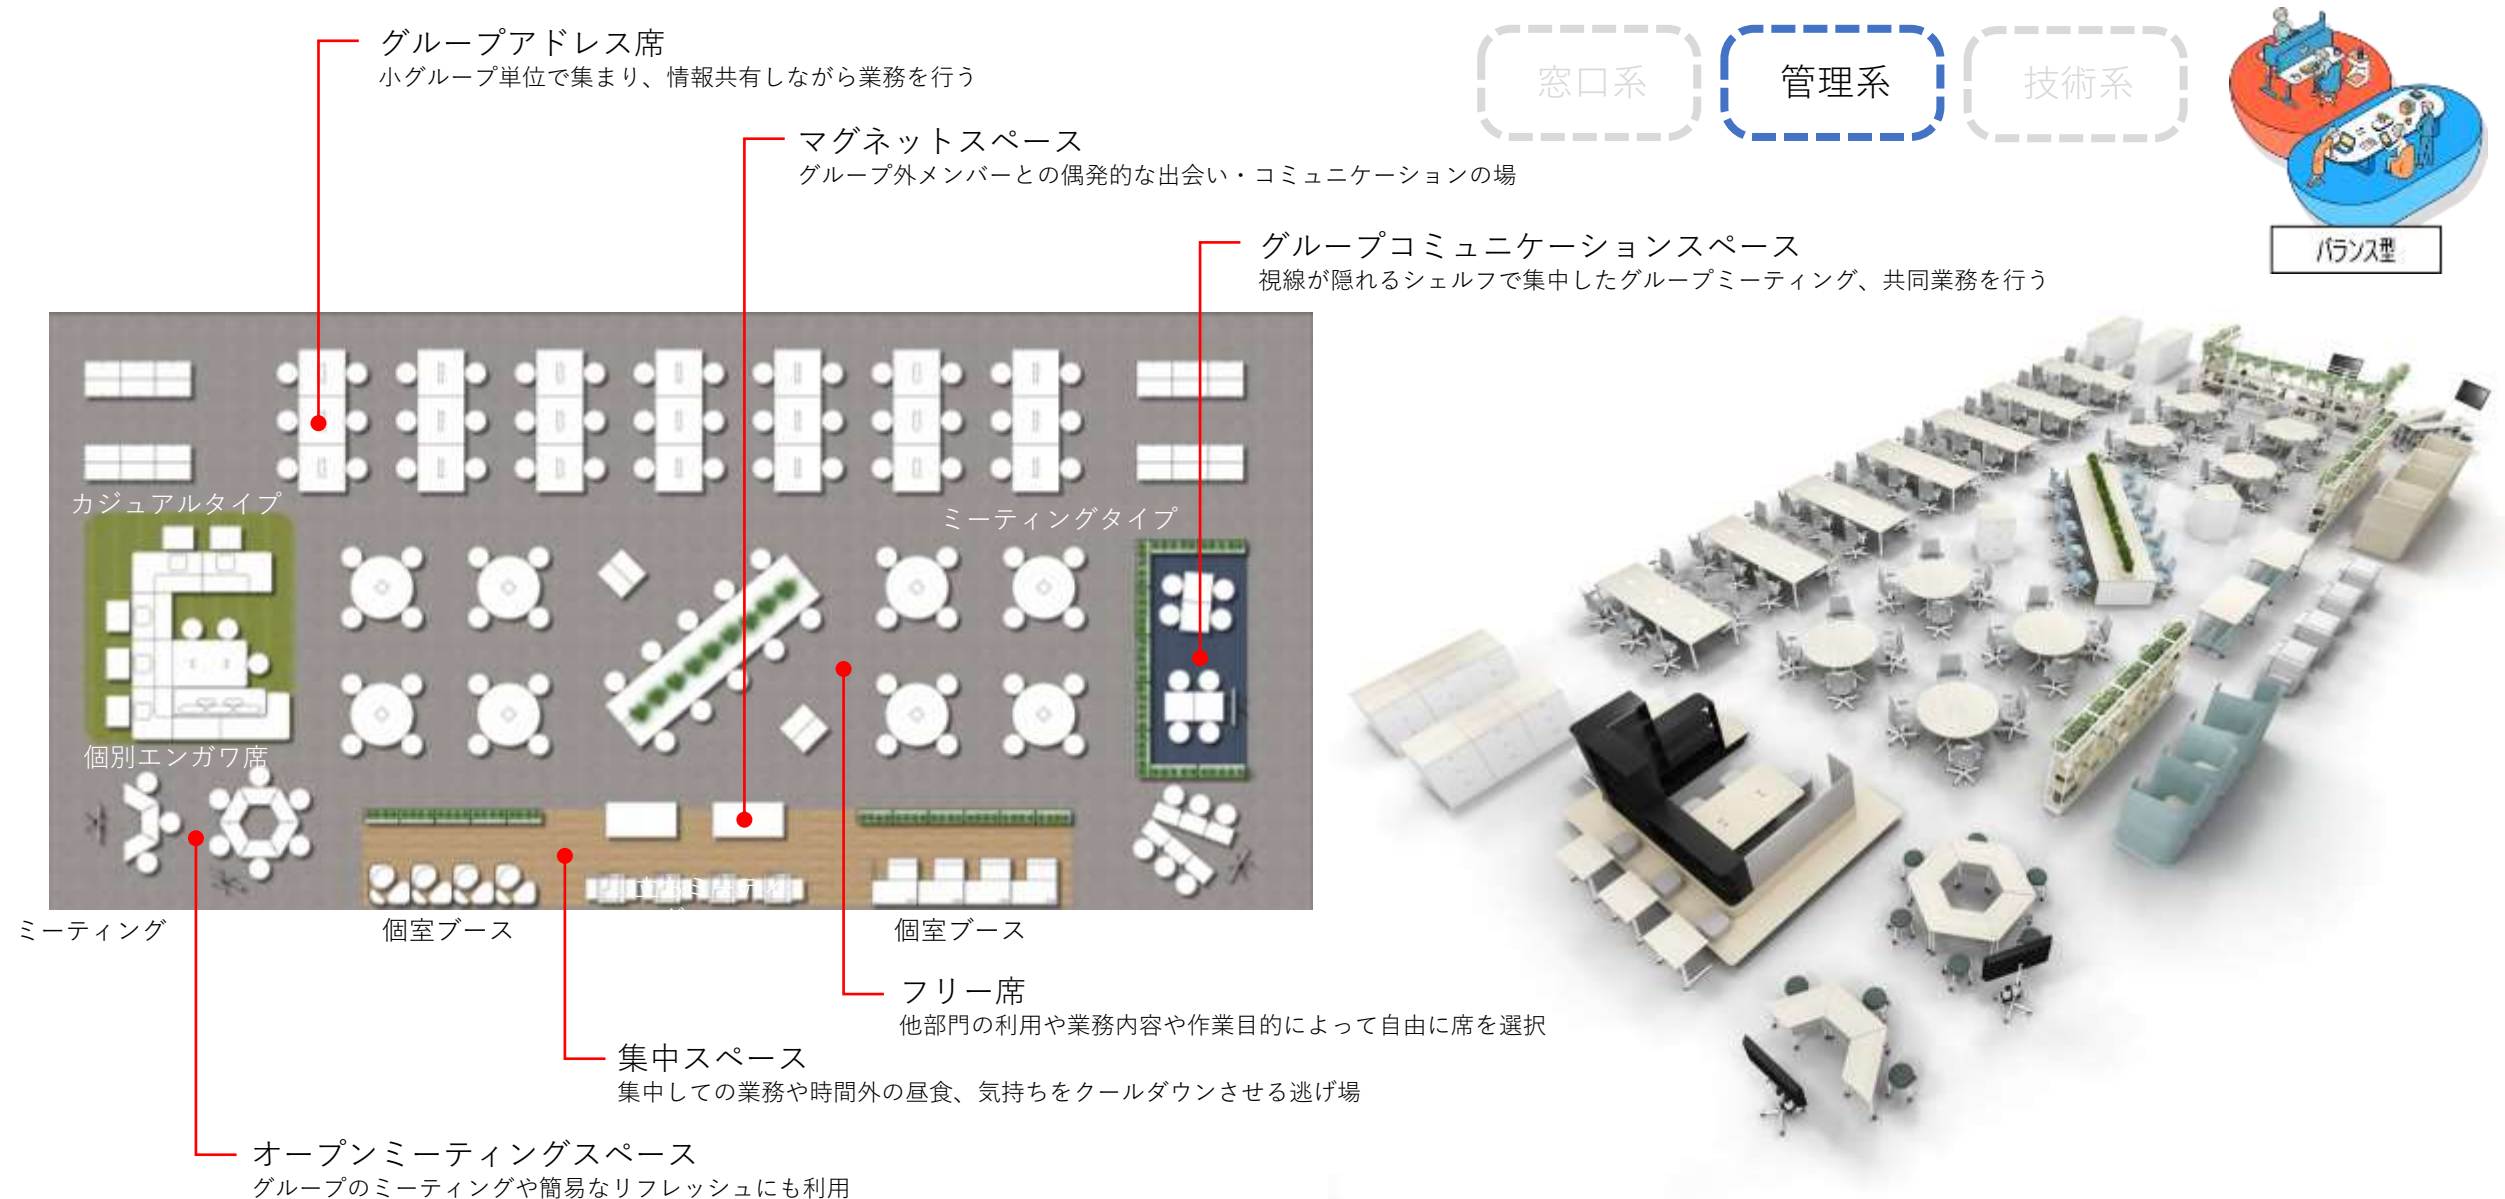 グループアドレス席
小グループ単位で集まり、情報共有しながら業務を行う
窓口系
管理系
技術系
マグネットスペース
グループ外メンバーとの偶発的な出会い・コミュニケーションの場
グループコミュニケーションスペース
視線が隠れるシェルフで集中したグループミーティング、共同業務を行う
バランス型
カジュアルタイプ
ミーティングタイプ
個別エンガワ席
ミーティング
個室ブース
個室ブース
フリー席
他部門の利用や業務内容や作業目的によって自由に席を選択
集中スペース
集中しての業務や時間外の昼食、気持ちをクールダウンさせる逃げ場
オープンミーティングスペース
グループのミーティングや簡易なリフレッシュにも利用